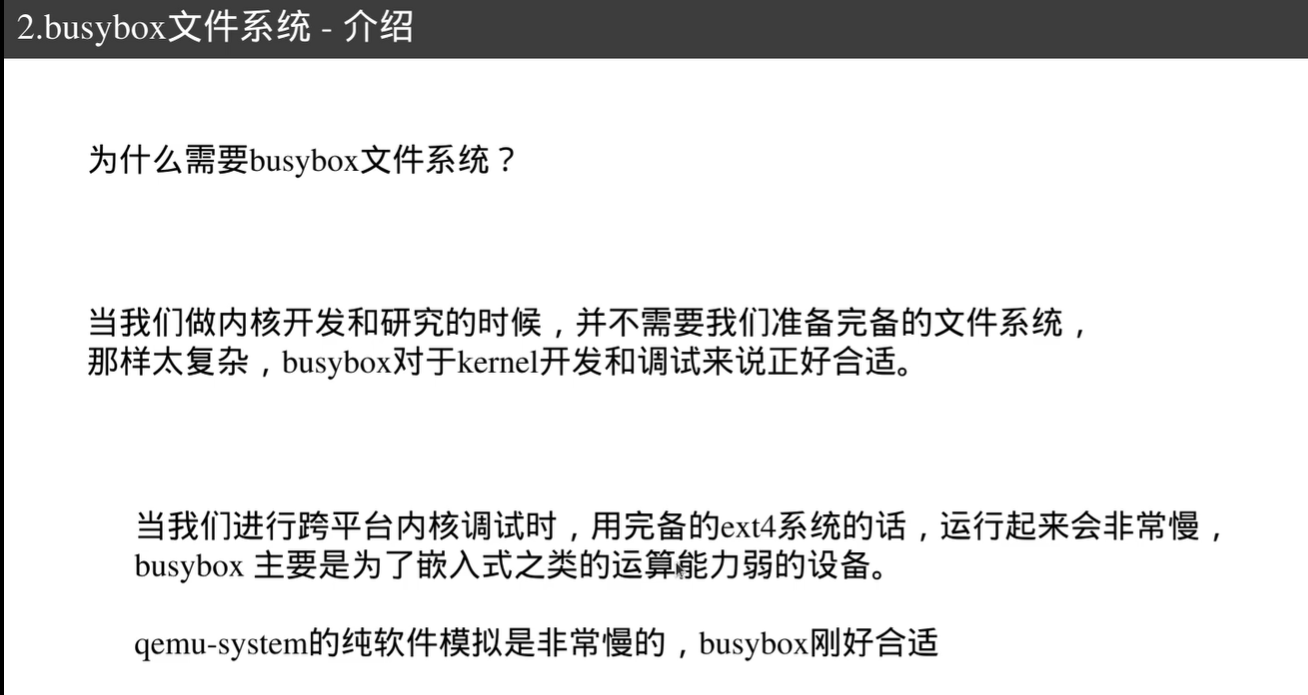 2.busybox文件系统 - 介绍
为什么需要busybox文件系统？
当我们做内核开发和研究的时候，并不需要我们准备完备的文件系统，
那样太复杂，busybox对于kernel开发和调试来说正好合适。
当我们进行跨平台内核调试时，用完备的ext4系统的话，运行起来会非常慢，
busybox 主要是为了嵌入式之类的运算能力弱的设备。
qemu-system的纯软件模拟是非常慢的，busybox刚好合适